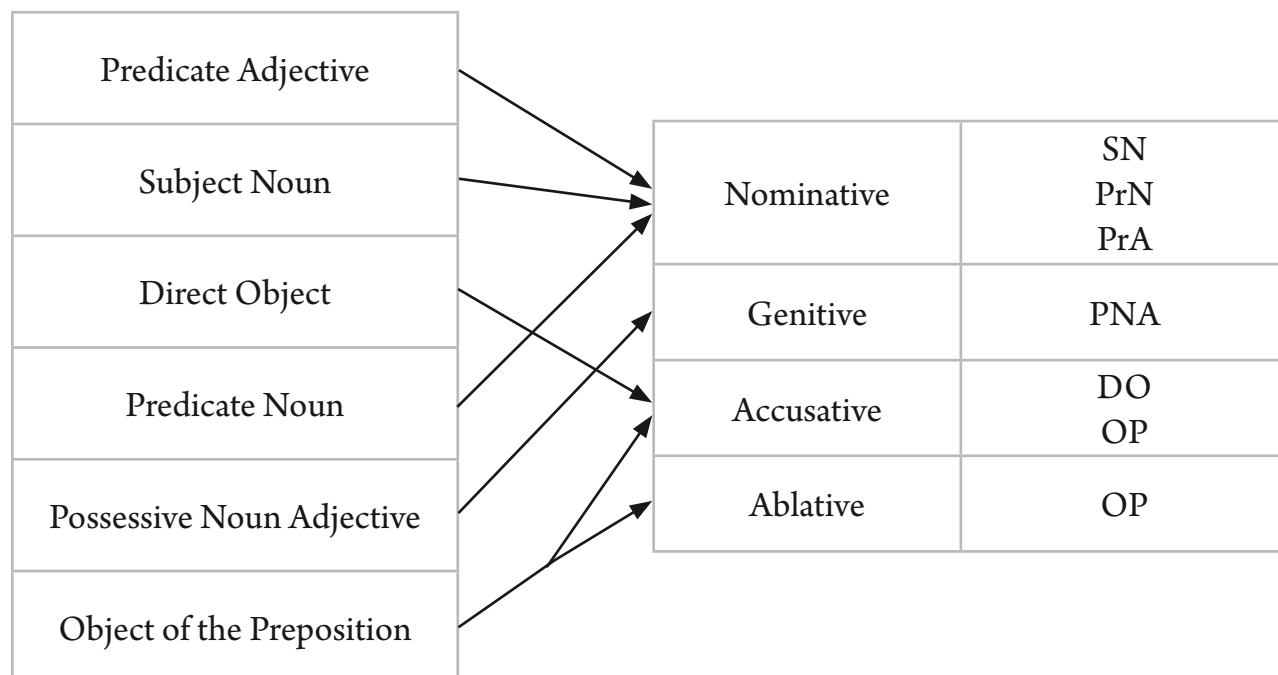 Predicate Adjective
Subject Noun
Direct Object
Predicate Noun
Possessive Noun Adjective
Object of the Preposition
Nominative
SN
PrN
PrA
Genitive
PNA
Accusative
DO
OP
Ablative
OP